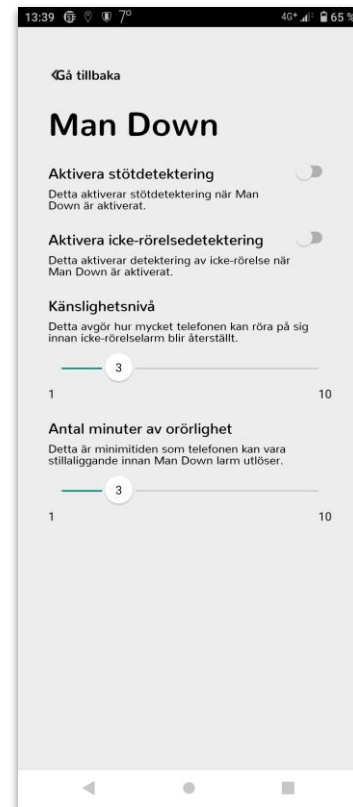 13:39 7° 4G+ 65 %
Gå tillbaka
Man Down
Aktivera stötdetektering
Detta aktiverar stötdetektering när Man
Down är aktiverat.
Aktivera icke-rörelsedetektering
Detta aktiverar detektering av icke-rörelse när
Man Down är aktiverat.
Känslighetsnivå
Detta avgör hur mycket telefonen kan röra på sig
innan icke-rörelselarm blir återställt.
3
1 10
Antal minuter av orörlighet
Detta är minimitiden som telefonen kan vara
stillaliggande innan Man Down larm utlöser.
3
1 10